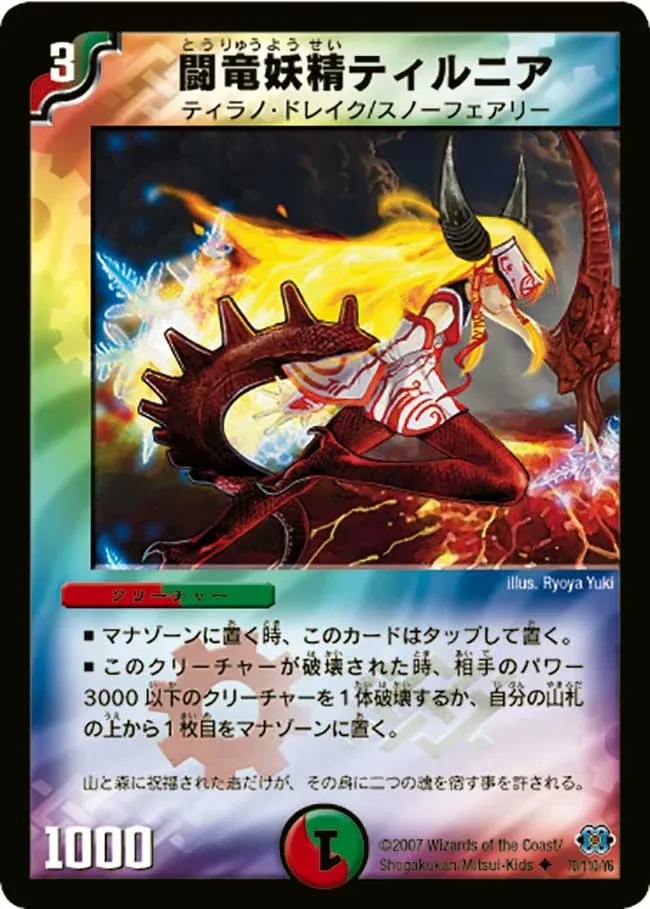 3
とうりゅうようせい
闘竜妖精ティルニア
ティラノ・ドレイク/スノーフェアリー
illus. Ryoya Yuki
クリーチャー
■ マナゾーンに置く時、このカードはタップして置く。
■ このクリーチャーが破壊された時、相手のパワー
3000以下のクリーチャーを1体破壊するか、自分の山札
の上から1枚目をマナゾーンに置く。
山と森に祝福された者だけが、その身に二つの魂を宿す事を許される。
1000
1
©2007 Wizards of the Coast/
Shogakukan/Mitsui-Kids ◆ 70/110/Y6